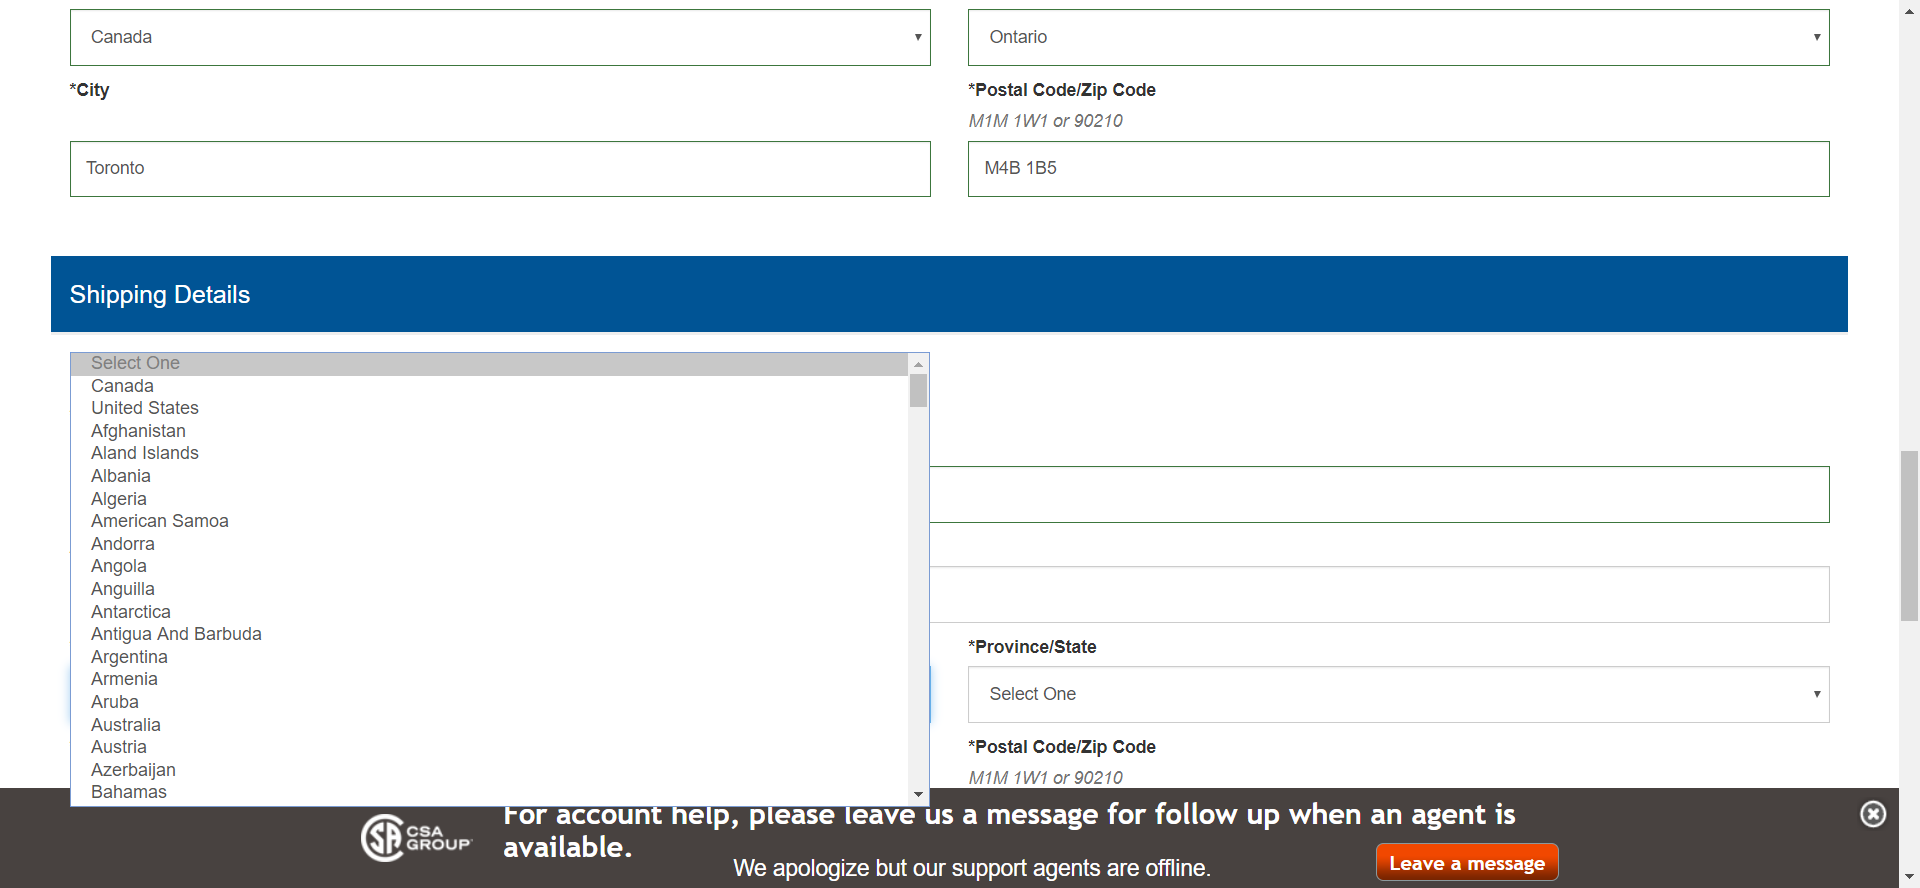 Canada
Ontario
*City
*Postal Code/Zip Code
M1M 1W1 or 90210
Toronto
M4B 1B5
Shipping Details
Select One
Canada
United States
Afghanistan
Aland Islands
Albania
Algeria
American Samoa
Andorra
Angola
Anguilla
Antarctica
Antigua And Barbuda
Argentina
Armenia
Aruba
Australia
Austria
Azerbaijan
Bahamas
*Province/State
Select One
*Postal Code/Zip Code
M1M 1W1 or 90210
CSA
GROUP
For account help, please leave us a message for follow up when an agent is
available.
We apologize but our support agents are offline.
Leave a message